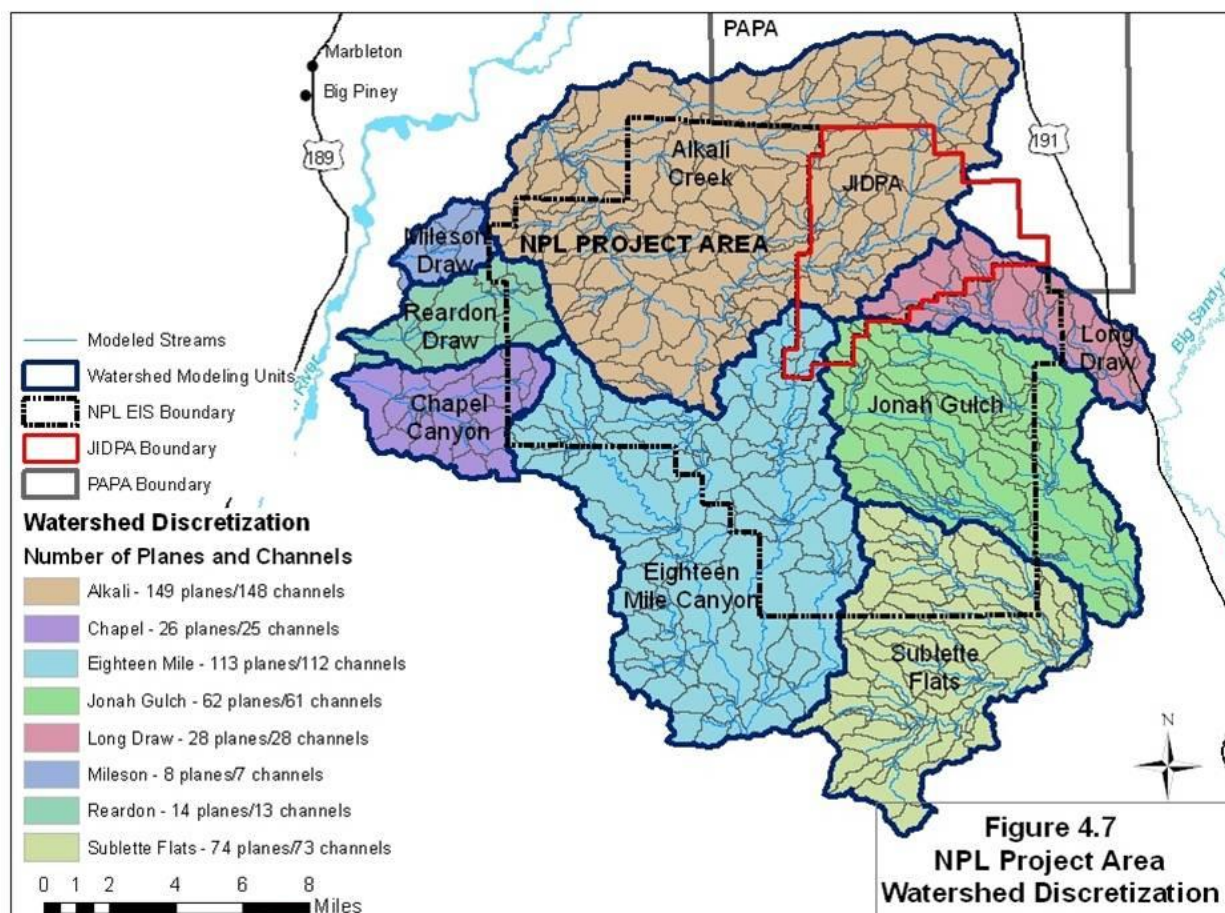 PAPA
Marbleton
Big Piney
189
191
Alkali
Creek
JIDPA
NPL PROJECT AREA
Mileson
Draw
Reardon
Draw
Long
Draw
Big Sandy
River
Chapel
Canyon
Jonah Gulch
Eighteen
Mile Canyon
Sublette
Flats
Modeled Streams
Watershed Modeling Units
NPL EIS Boundary
JIDPA Boundary
PAPA Boundary
Watershed Discretization
Number of Planes and Channels
Alkali - 149 planes/148 channels
Chapel - 26 planes/25 channels
Eighteen Mile - 113 planes/112 channels
Jonah Gulch - 62 planes/61 channels
Long Draw - 28 planes/28 channels
Mileson - 8 planes/7 channels
Reardon - 14 planes/13 channels
Sublette Flats - 74 planes/73 channels
0 1 2 4 6 8
Miles
N
Figure 4.7
NPL Project Area
Watershed Discretization